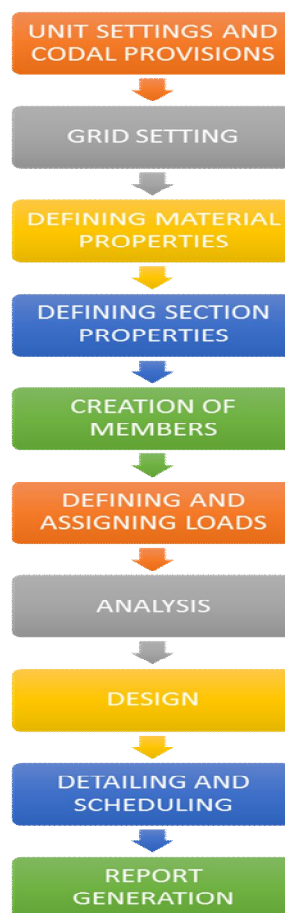 UNIT SETTINGS AND
CODAL PROVISIONS
GRID SETTING
DEFINING MATERIAL
PROPERTIES
DEFINING SECTION
PROPERTIES
CREATION OF
MEMBERS
DEFINING AND
ASSIGNING LOADS
ANALYSIS
DESIGN
DETAILING AND
SCHEDULING
REPORT
GENERATION